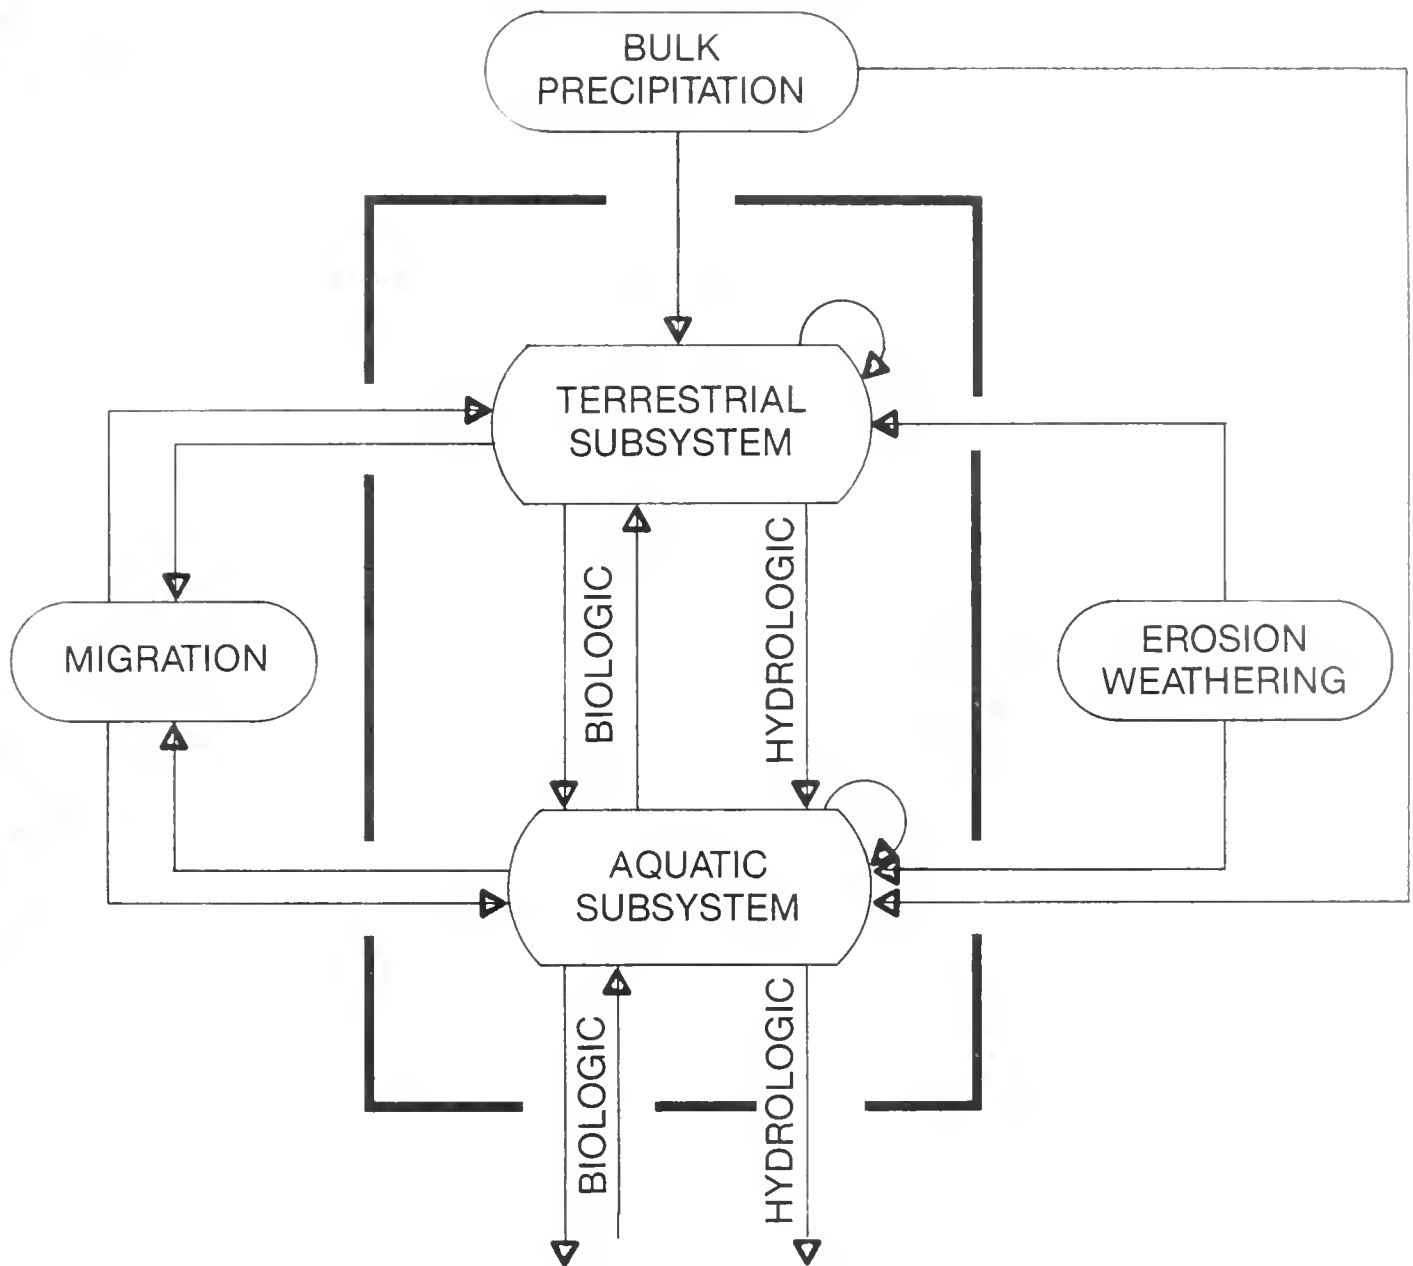 BULK
PRECIPITATION
TERRESTRIAL
SUBSYSTEM
BIOLOGIC
HYDROLOGIC
MIGRATION
EROSION
WEATHERING
AQUATIC
SUBSYSTEM
BIOLOGIC
HYDROLOGIC